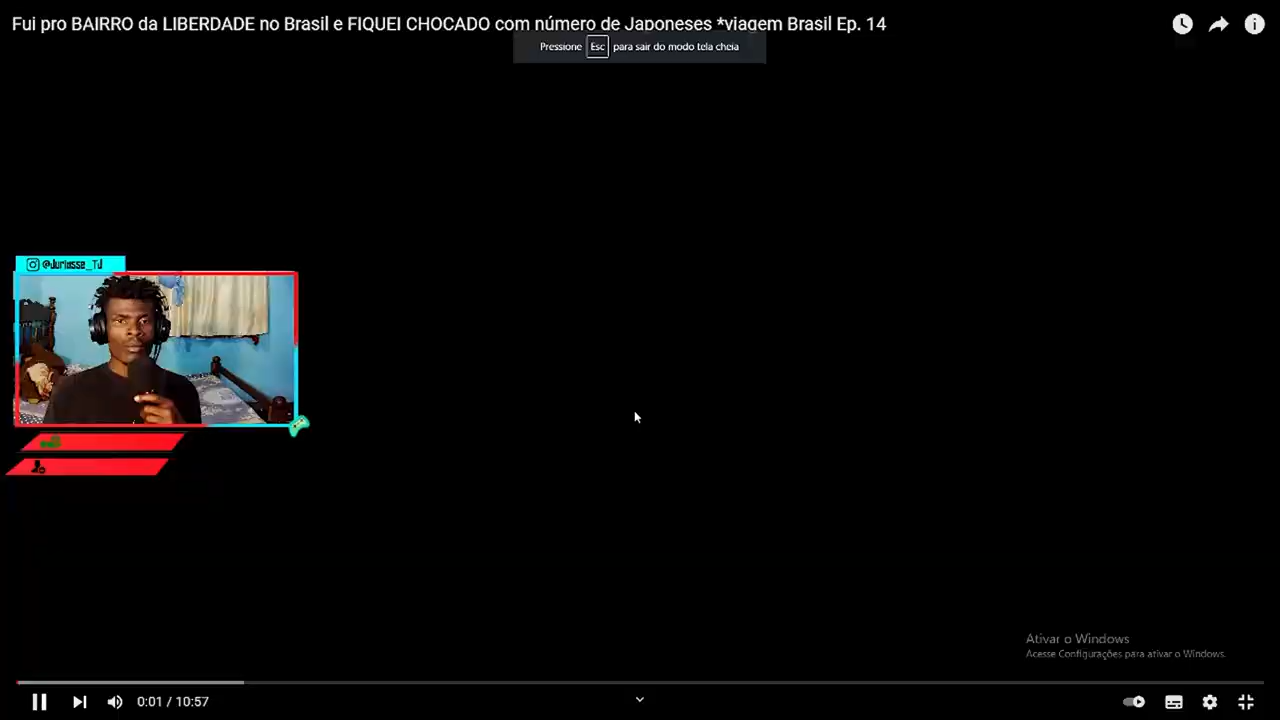 Fui pro BAIRRO da LIBERDADE no Brasil e FIQUEI CHOCADO com número de Japoneses *viagem Brasil Ep. 14
Pressione Esc para sair do modo tela cheia
@Juriasse_TJ
Ativar o Windows
Acesse Configurações para ativar o Windows.
0:01 / 10:57